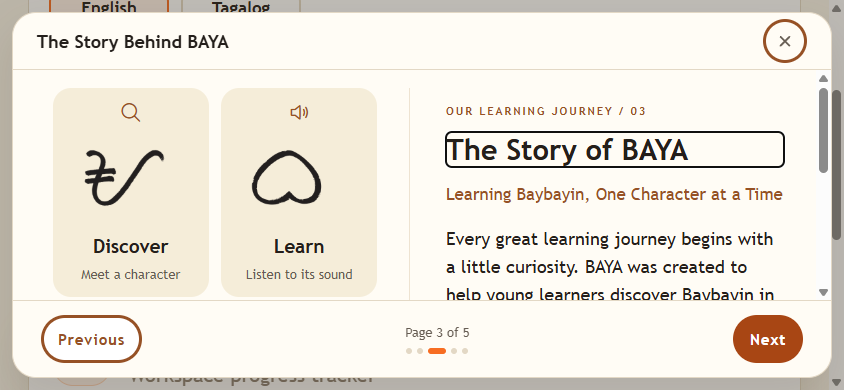 English Tagalog
The Story Behind BAYA
Discover
Meet a character
ᜊ
Learn
Listen to its sound
OUR LEARNING JOURNEY / 03
The Story of BAYA
Learning Baybayin, One Character at a Time
Every great learning journey begins with
a little curiosity. BAYA was created to
help young learners discover Baybayin in
Previous
Page 3 of 5
Next
Workspace progress tracker